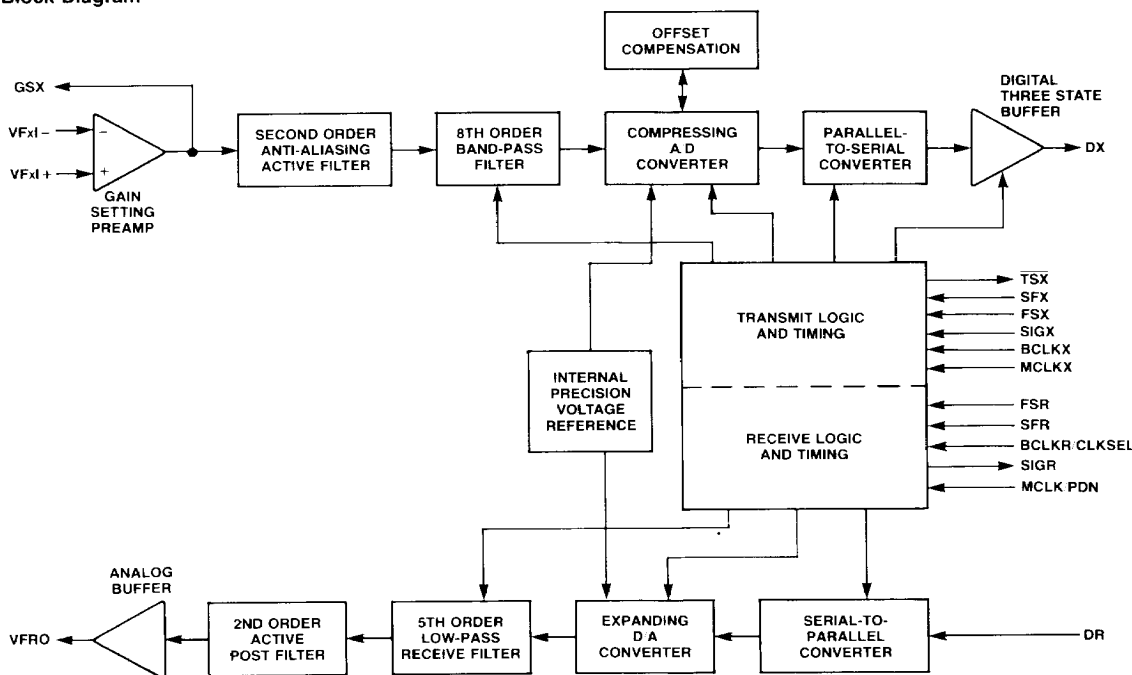 Block Diagram
OFFSET
COMPENSATION
GSX
VFxI−
VFxI+
−
+
GAIN
SETTING
PREAMP
SECOND ORDER
ANTI-ALIASING
ACTIVE FILTER
8TH ORDER
BAND-PASS
FILTER
COMPRESSING
A/D
CONVERTER
PARALLEL-
TO-SERIAL
CONVERTER
DIGITAL
THREE STATE
BUFFER
DX
INTERNAL
PRECISION
VOLTAGE
REFERENCE
TRANSMIT LOGIC
AND TIMING
RECEIVE LOGIC
AND TIMING
T̅S̅X̅
SFX
FSX
SIGX
BCLKX
MCLKX
FSR
SFR
BCLKR/CLKSEL
SIGR
MCLK/PDN
ANALOG
BUFFER
VFRO
2ND ORDER
ACTIVE
POST FILTER
5TH ORDER
LOW-PASS
RECEIVE FILTER
EXPANDING
D/A
CONVERTER
SERIAL-TO-
PARALLEL
CONVERTER
DR